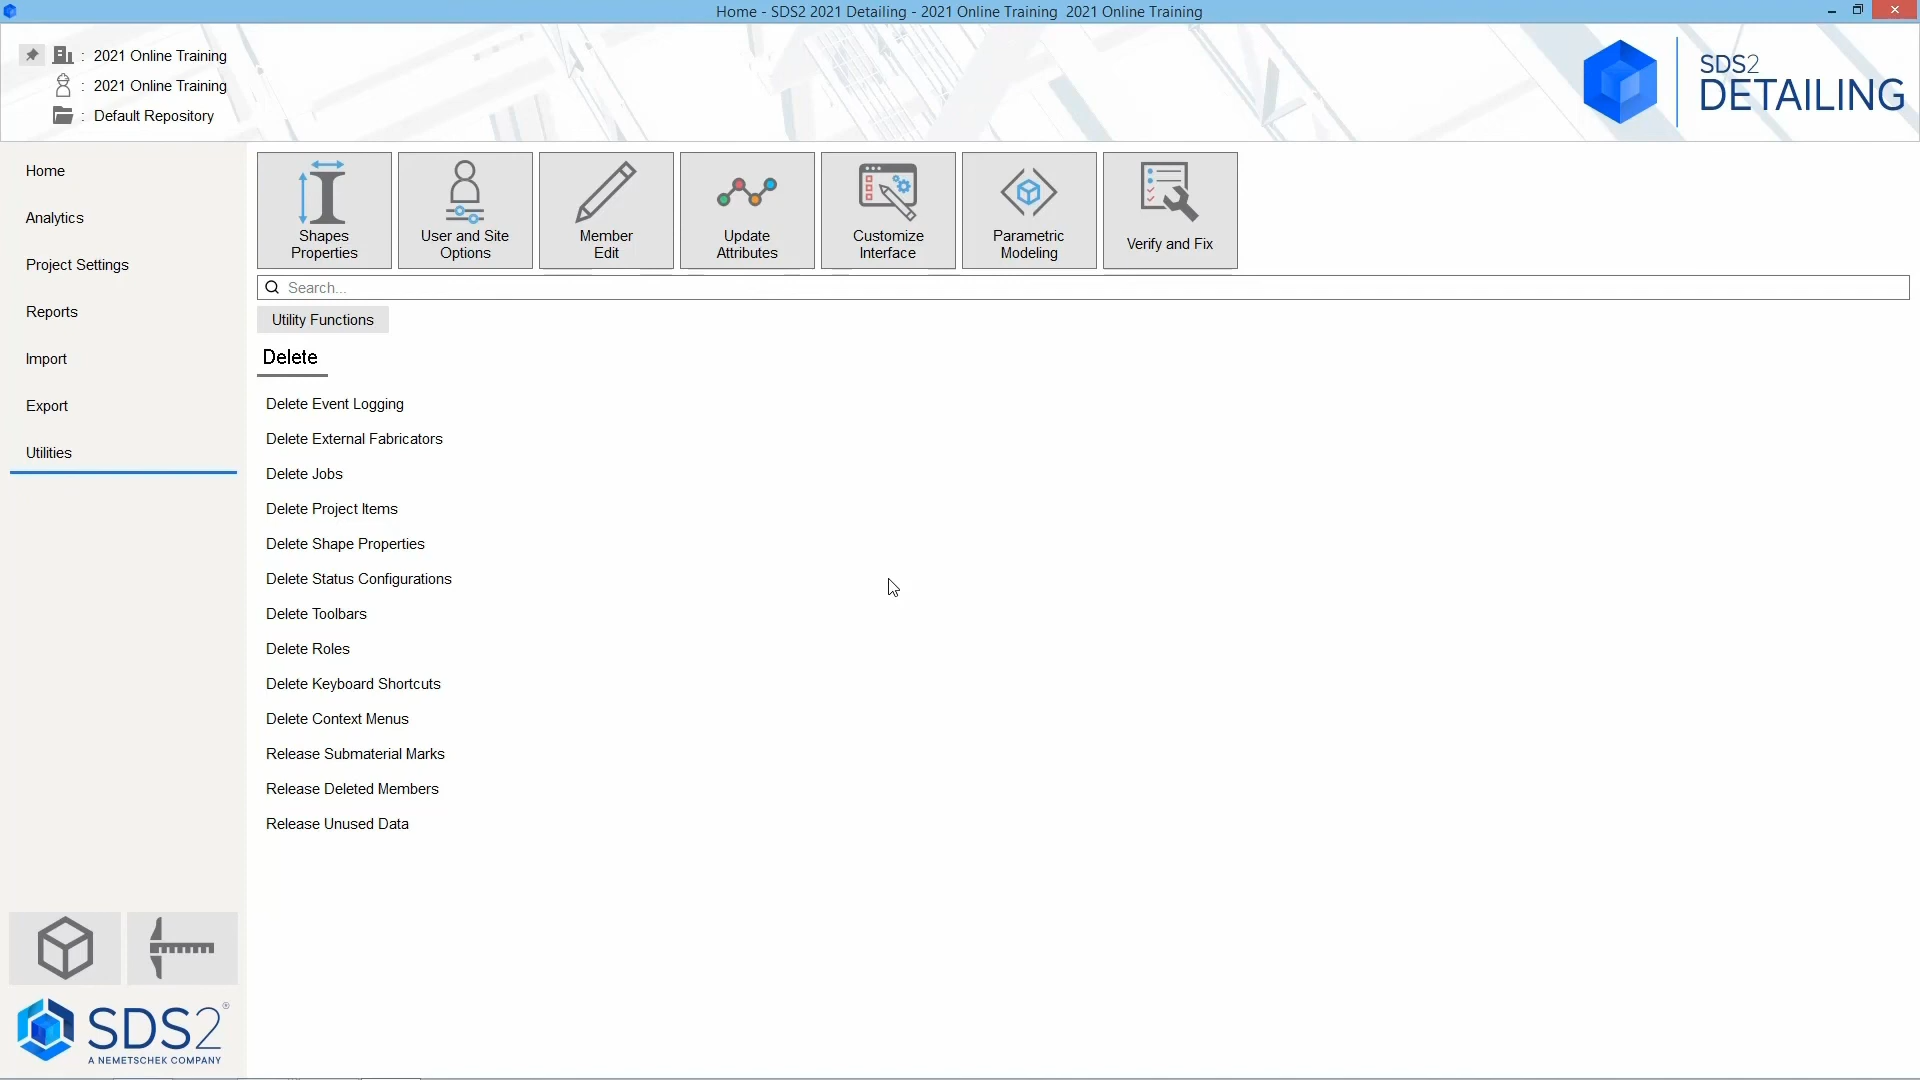 Home - SDS2 2021 Detailing - 2021 Online Training  2021 Online Training
: 2021 Online Training
: 2021 Online Training
: Default Repository
SDS2
DETAILING
Home
Analytics
Project Settings
Reports
Import
Export
Utilities
Shapes
Properties
User and Site
Options
Member
Edit
Update
Attributes
Customize
Interface
Parametric
Modeling
Verify and Fix
Search...
Utility Functions
Delete
Delete Event Logging
Delete External Fabricators
Delete Jobs
Delete Project Items
Delete Shape Properties
Delete Status Configurations
Delete Toolbars
Delete Roles
Delete Keyboard Shortcuts
Delete Context Menus
Release Submaterial Marks
Release Deleted Members
Release Unused Data
SDS2®
A NEMETSCHEK COMPANY